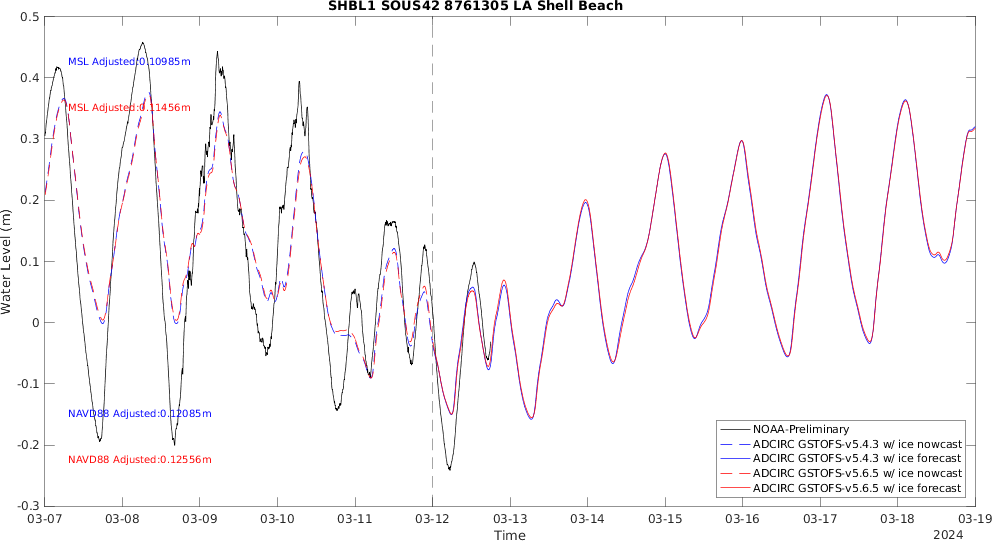 SHBL1 SOUS42 8761305 LA Shell Beach
0.5
0.4
0.3
0.2
0.1
0
-0.1
-0.2
-0.3
Water Level (m)
MSL Adjusted:0.10985m
MSL Adjusted:0.11456m
NAVD88 Adjusted:0.12085m
NAVD88 Adjusted:0.12556m
NOAA-Preliminary
ADCIRC GSTOFS-v5.4.3 w/ ice nowcast
ADCIRC GSTOFS-v5.4.3 w/ ice forecast
ADCIRC GSTOFS-v5.6.5 w/ ice nowcast
ADCIRC GSTOFS-v5.6.5 w/ ice forecast
03-07 03-08 03-09 03-10 03-11 03-12 03-13 03-14 03-15 03-16 03-17 03-18 03-19
Time
2024